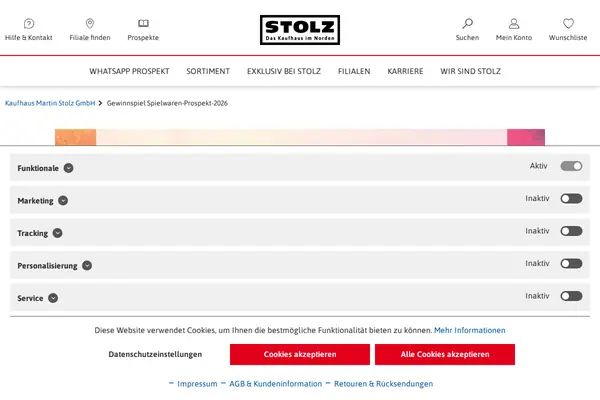 Hilfe & Kontakt
Filiale finden
Prospekte
STOLZ
Das Kaufhaus im Norden
Suchen
Mein Konto
Wunschliste
WHATSAPP PROSPEKT
SORTIMENT
EXKLUSIV BEI STOLZ
FILIALEN
KARRIERE
WIR SIND STOLZ
Kaufhaus Martin Stolz GmbH
Gewinnspiel Spielwaren-Prospekt-2026
Funktionale
Aktiv
Marketing
Inaktiv
Tracking
Inaktiv
Personalisierung
Inaktiv
Service
Inaktiv
Diese Website verwendet Cookies, um Ihnen die bestmögliche Funktionalität bieten zu können. Mehr Informationen
Datenschutzeinstellungen
Cookies akzeptieren
Alle Cookies akzeptieren
Impressum
AGB & Kundeninformation
Retouren & Rücksendungen